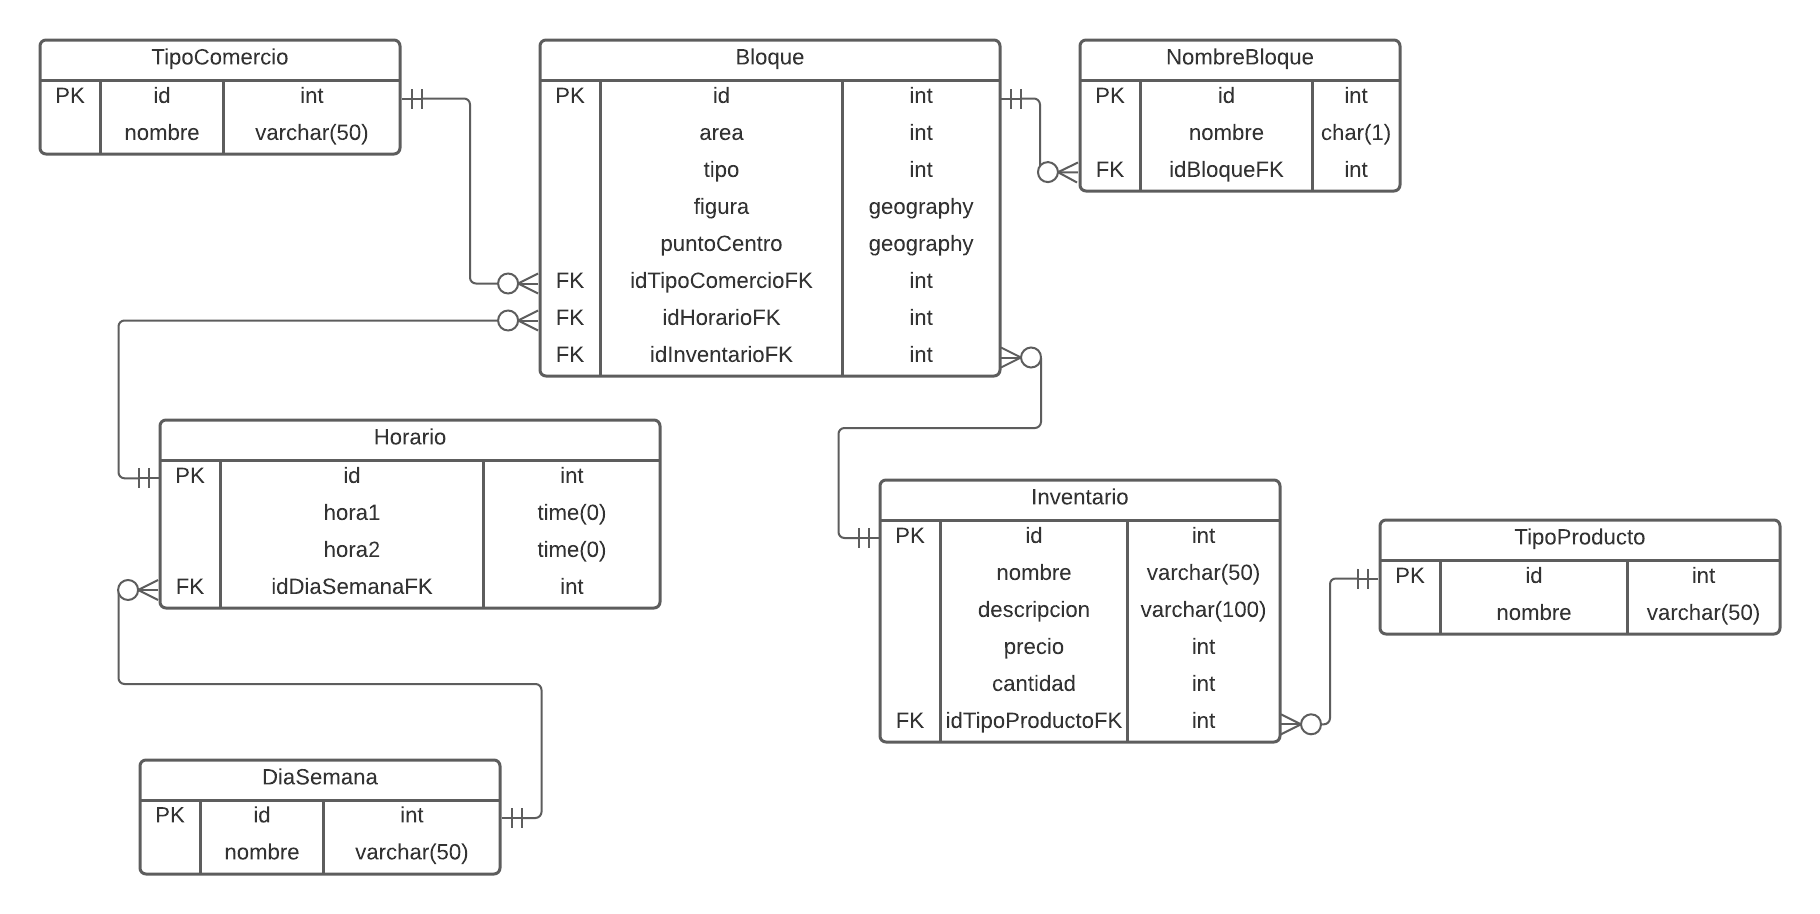 TipoComercio
PK id int
nombre varchar(50)
Bloque
PK id int
area int
tipo int
figura geography
puntoCentro geography
FK idTipoComercioFK int
FK idHorarioFK int
FK idInventarioFK int
NombreBloque
PK id int
nombre char(1)
FK idBloqueFK int
Horario
PK id int
hora1 time(0)
hora2 time(0)
FK idDiaSemanaFK int
Inventario
PK id int
nombre varchar(50)
descripcion varchar(100)
precio int
cantidad int
FK idTipoProductoFK int
TipoProducto
PK id int
nombre varchar(50)
DiaSemana
PK id int
nombre varchar(50)